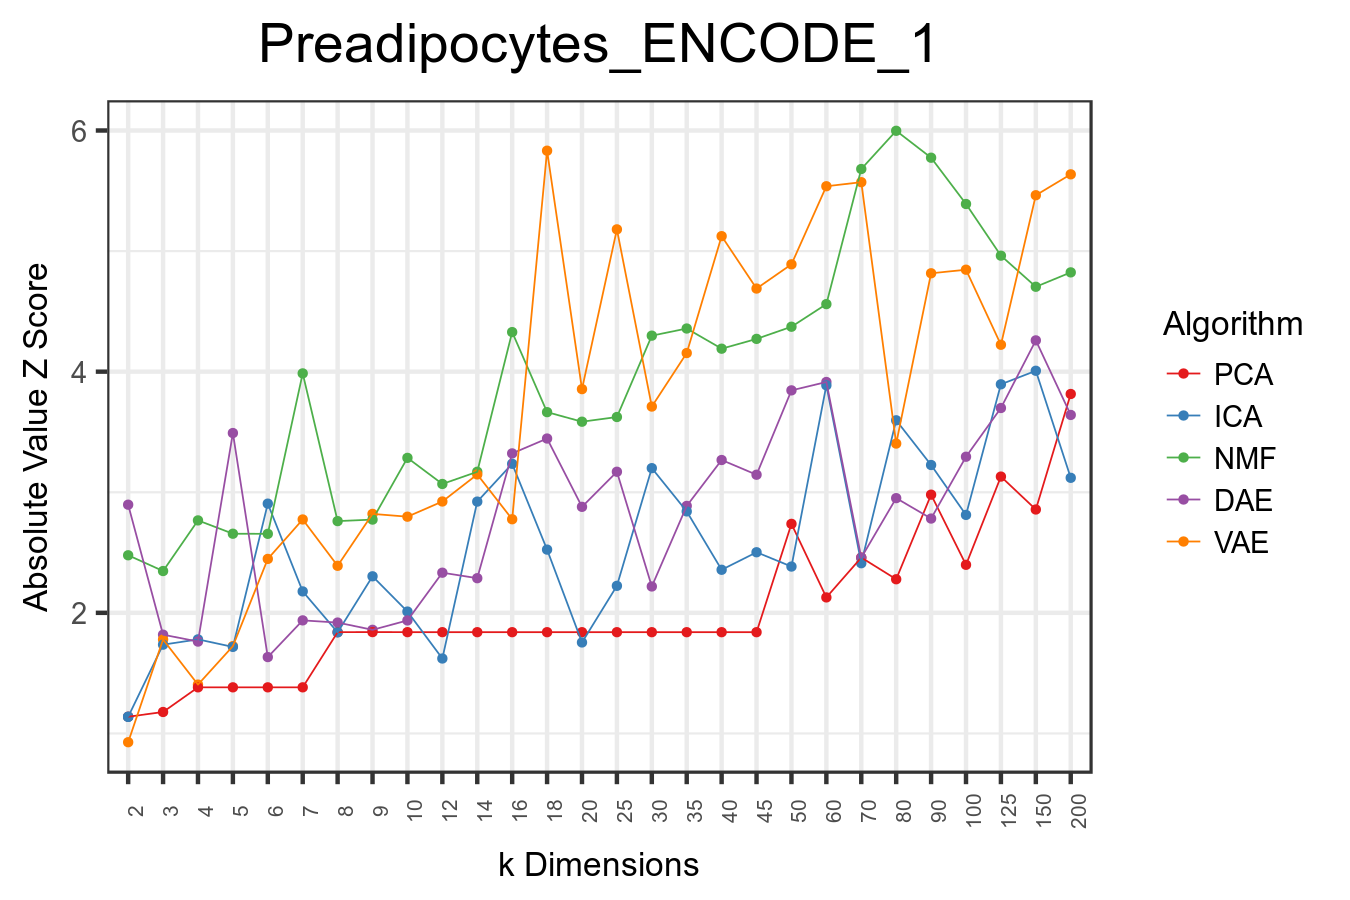 Preadipocytes_ENCODE_1
Absolute Value Z Score
6
4
2
2 3 4 5 6 7 8 9 10 12 14 16 18 20 25 30 35 40 45 50 60 70 80 90 100 125 150 200
k Dimensions
Algorithm
PCA
ICA
NMF
DAE
VAE